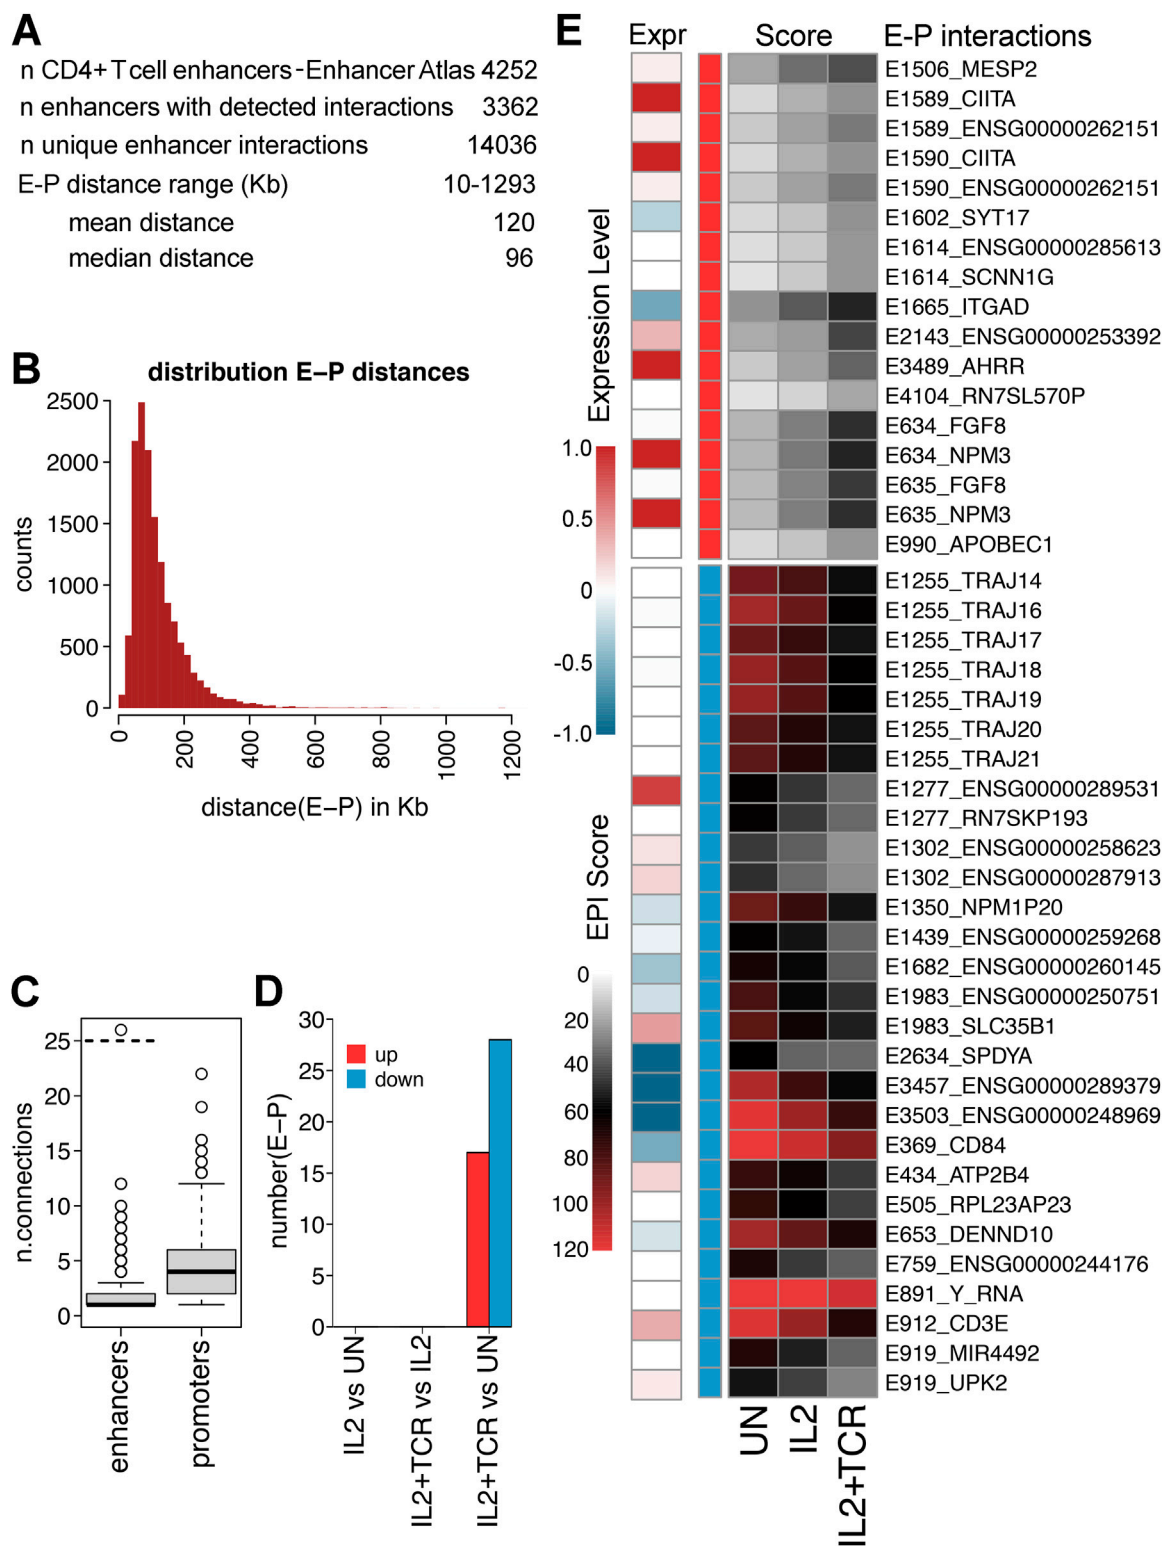 A
n CD4+ T cell enhancers-Enhancer Atlas 4252
n enhancers with detected interactions 3362
n unique enhancer interactions 14036
E-P distance range (Kb) 10-1293
mean distance 120
median distance 96
B
distribution E–P distances
counts
2500
2000
1500
1000
500
0
0 200 400 600 800 1000 1200
distance(E–P) in Kb
C
n.connections
25
20
15
10
5
0
enhancers
promoters
D
number(E–P)
30
25
20
15
10
5
0
up
down
IL2 vs UN
IL2+TCR vs IL2
IL2+TCR vs UN
E
Expr Score E-P interactions
Expression Level
1.0
0.5
0
-0.5
-1.0
EPI Score
0
20
40
60
80
100
120
E1506_MESP2
E1589_CIITA
E1589_ENSG00000262151
E1590_CIITA
E1590_ENSG00000262151
E1602_SYT17
E1614_ENSG00000285613
E1614_SCNN1G
E1665_ITGAD
E2143_ENSG00000253392
E3489_AHRR
E4104_RN7SL570P
E634_FGF8
E634_NPM3
E635_FGF8
E635_NPM3
E990_APOBEC1
E1255_TRAJ14
E1255_TRAJ16
E1255_TRAJ17
E1255_TRAJ18
E1255_TRAJ19
E1255_TRAJ20
E1255_TRAJ21
E1277_ENSG00000289531
E1277_RN7SKP193
E1302_ENSG00000258623
E1302_ENSG00000287913
E1350_NPM1P20
E1439_ENSG00000259268
E1682_ENSG00000260145
E1983_ENSG00000250751
E1983_SLC35B1
E2634_SPDYA
E3457_ENSG00000289379
E3503_ENSG00000248969
E369_CD84
E434_ATP2B4
E505_RPL23AP23
E653_DENND10
E759_ENSG00000244176
E891_Y_RNA
E912_CD3E
E919_MIR4492
E919_UPK2
UN
IL2
IL2+TCR